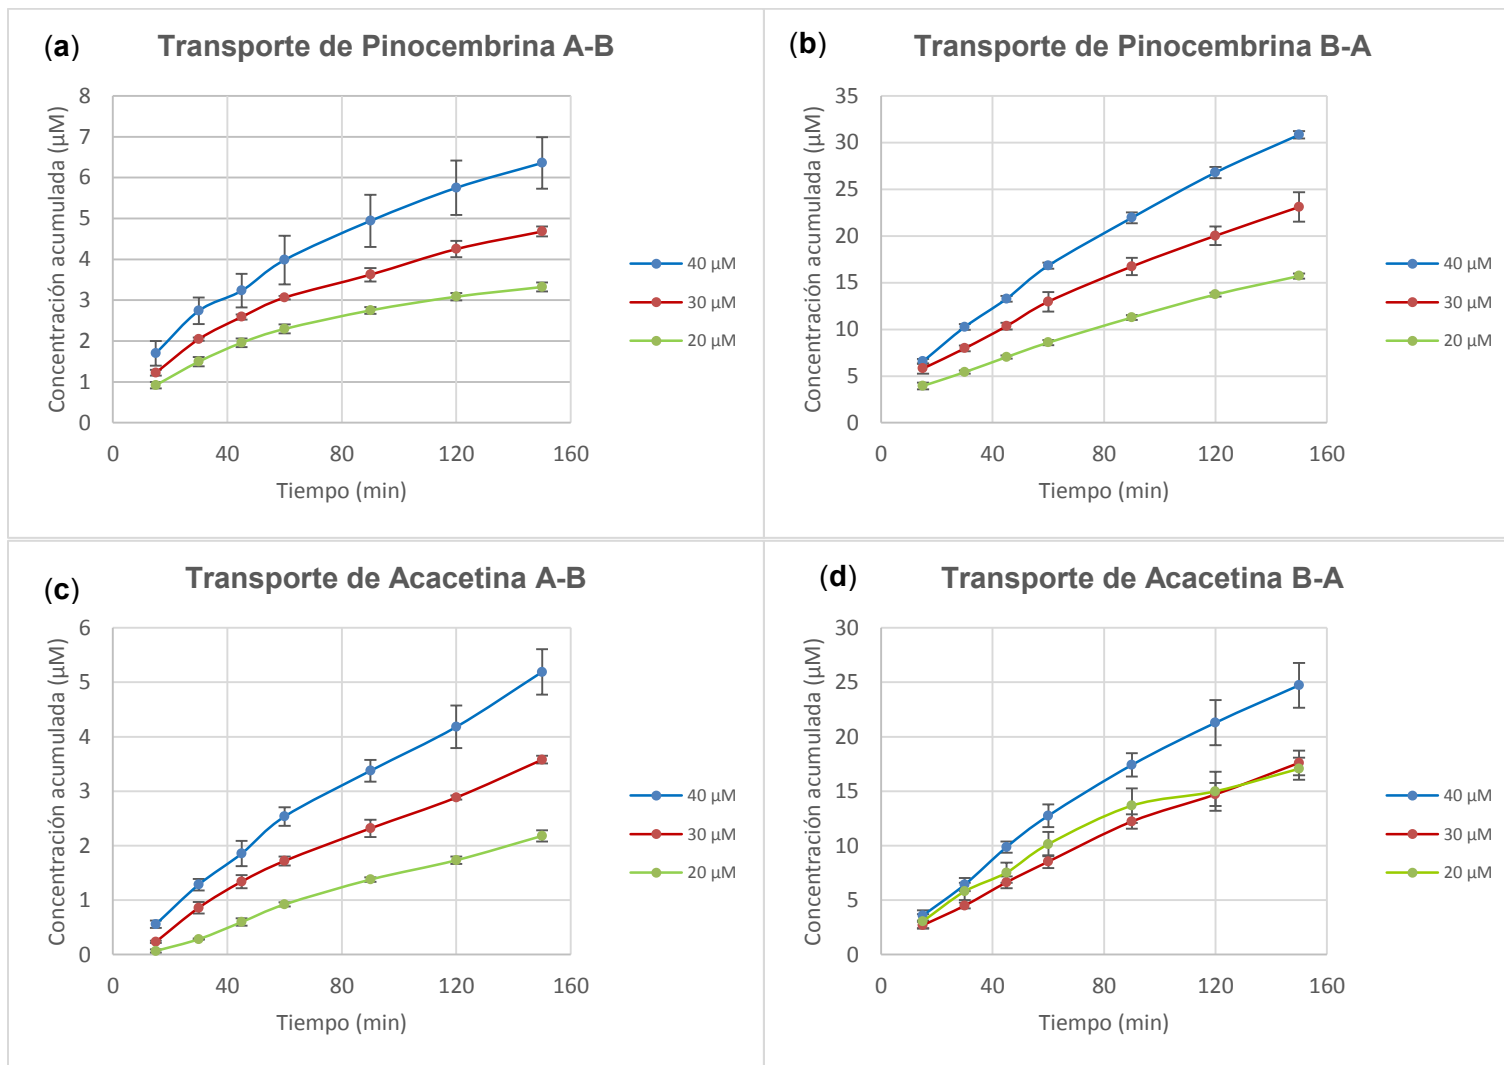 (a) Transporte de Pinocembrina A-B
Concentración acumulada (µM)
8
7
6
5
4
3
2
1
0
0 40 80 120 160
Tiempo (min)
40 µM
30 µM
20 µM
(b) Transporte de Pinocembrina B-A
Concentración acumulada (µM)
35
30
25
20
15
10
5
0
0 40 80 120 160
Tiempo (min)
40 µM
30 µM
20 µM
(c) Transporte de Acacetina A-B
Concentración acumulada (µM)
6
5
4
3
2
1
0
0 40 80 120 160
Tiempo (min)
40 µM
30 µM
20 µM
(d) Transporte de Acacetina B-A
Concentración acumulada (µM)
30
25
20
15
10
5
0
0 40 80 120 160
Tiempo (min)
40 µM
30 µM
20 µM